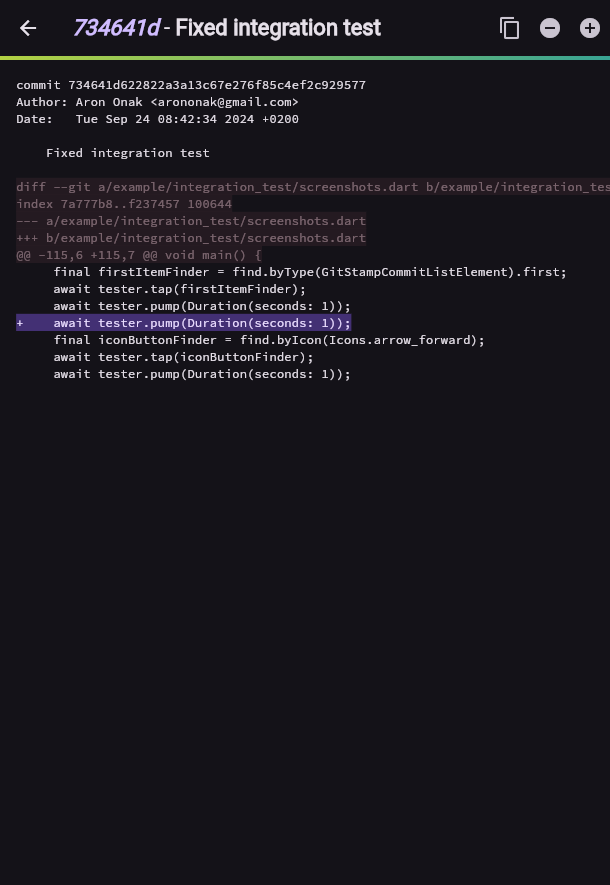 734641d - Fixed integration test
commit 734641d622822a3a13c67e276f85c4ef2c929577
Author: Aron Onak <arononak@gmail.com>
Date:   Tue Sep 24 08:42:34 2024 +0200
    Fixed integration test
diff --git a/example/integration_test/screenshots.dart b/example/integration_tes
index 7a777b8..f237457 100644
--- a/example/integration_test/screenshots.dart
+++ b/example/integration_test/screenshots.dart
@@ -115,6 +115,7 @@ void main() {
     final firstItemFinder = find.byType(GitStampCommitListElement).first;
     await tester.tap(firstItemFinder);
     await tester.pump(Duration(seconds: 1));
+    await tester.pump(Duration(seconds: 1));
     final iconButtonFinder = find.byIcon(Icons.arrow_forward);
     await tester.tap(iconButtonFinder);
     await tester.pump(Duration(seconds: 1));